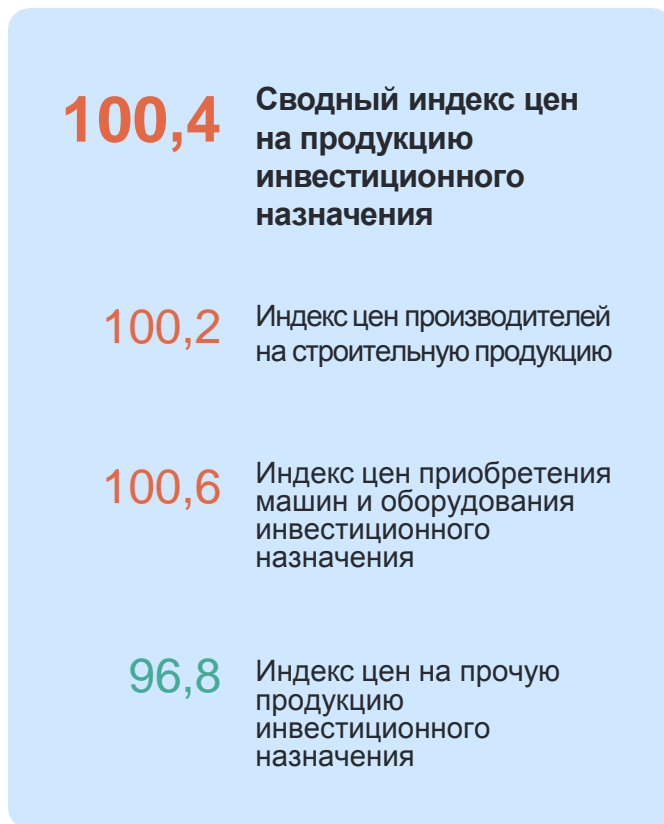 100,4
Сводный индекс цен
на продукцию
инвестиционного
назначения
100,2
Индекс цен производителей
на строительную продукцию
100,6
Индекс цен приобретения
машин и оборудования
инвестиционного
назначения
96,8
Индекс цен на прочую
продукцию
инвестиционного
назначения